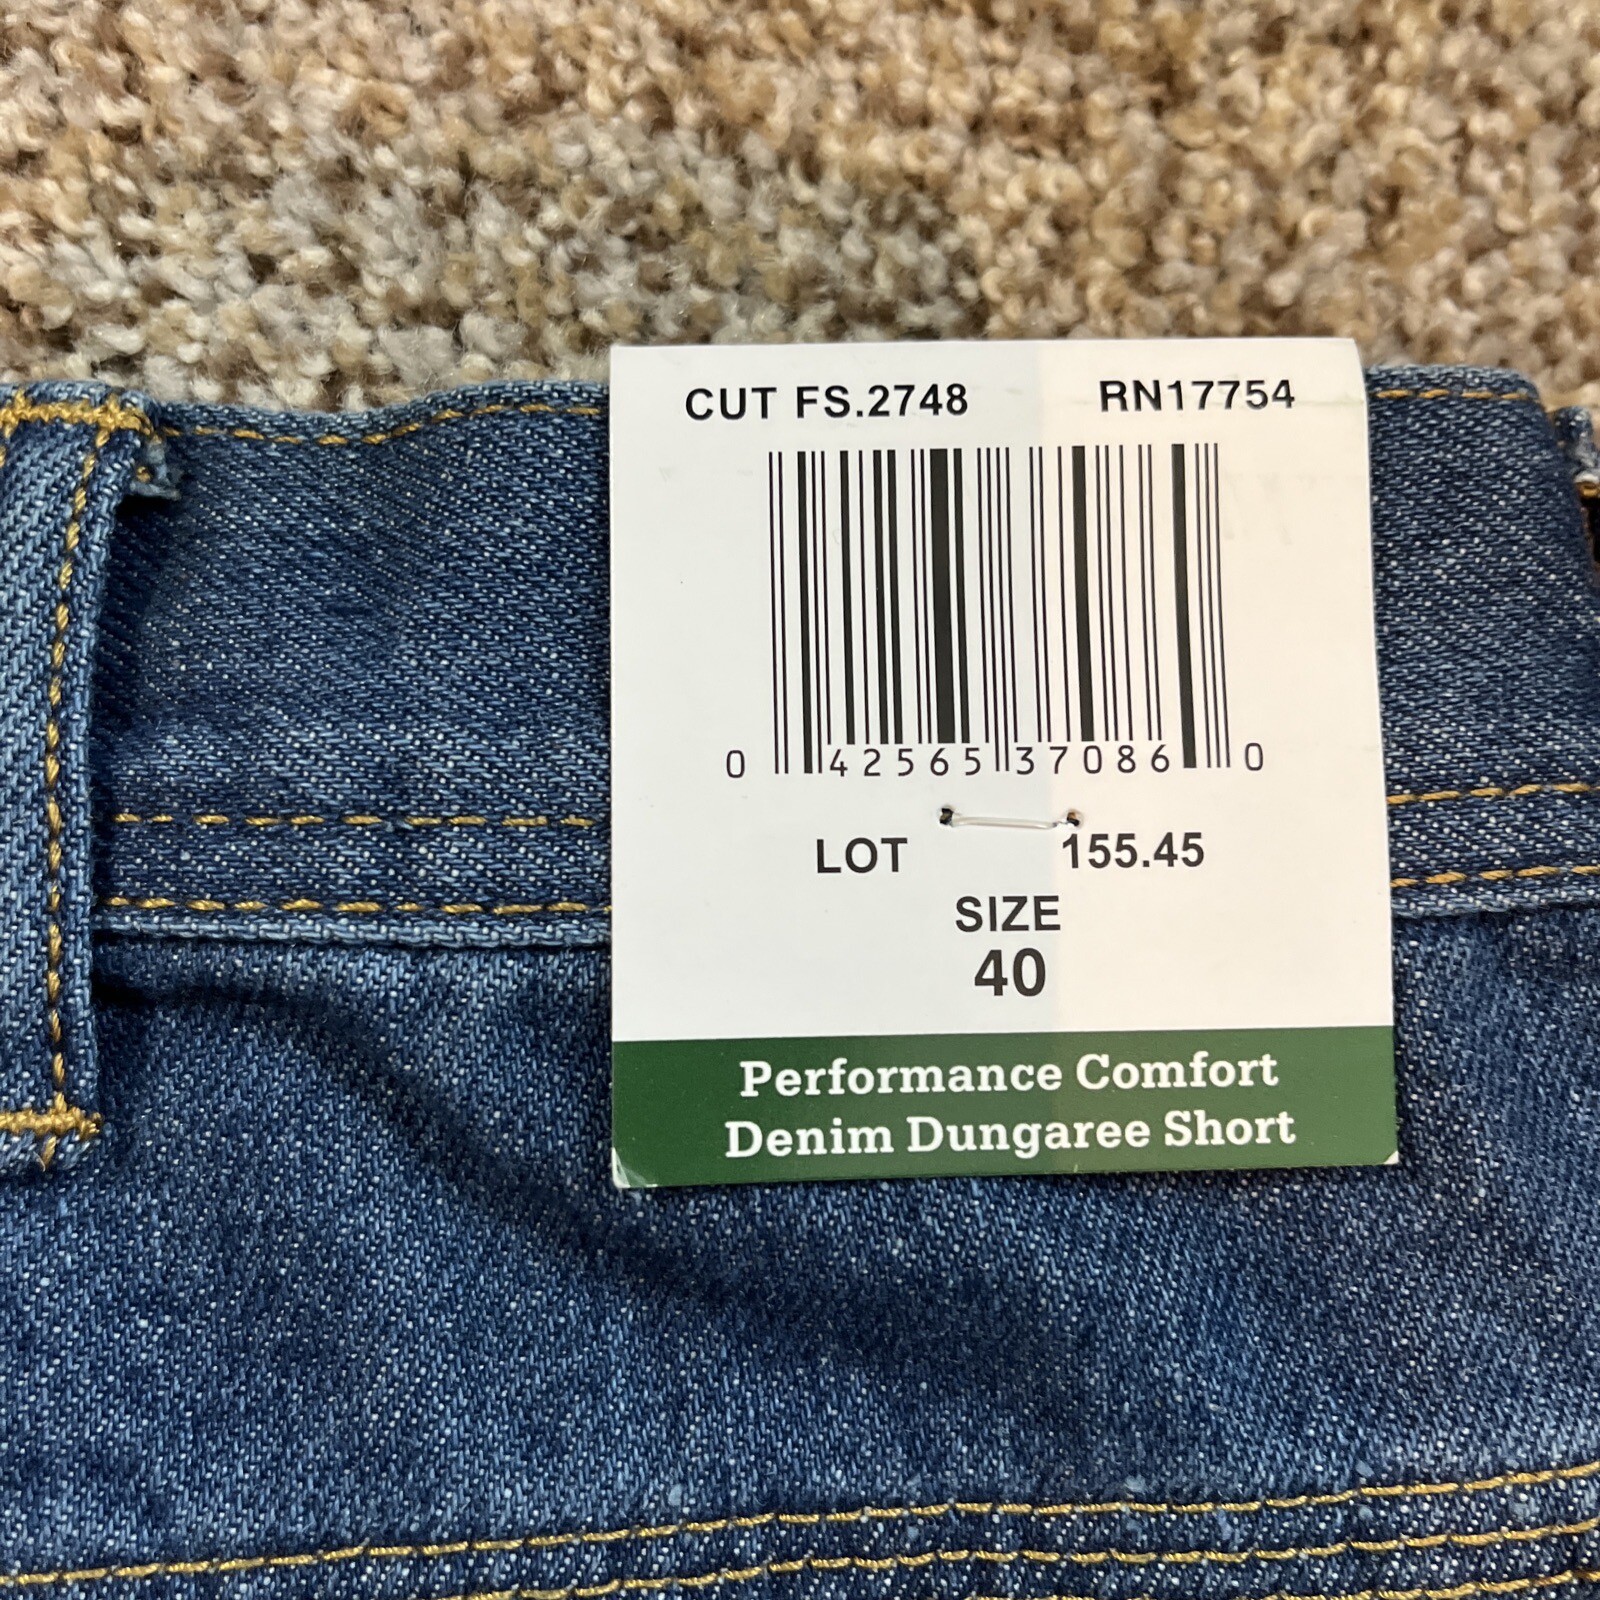 CUT FS.2748 RN17754
0 42565 37086 0
LOT 155.45
SIZE
40
Performance Comfort
Denim Dungaree Short